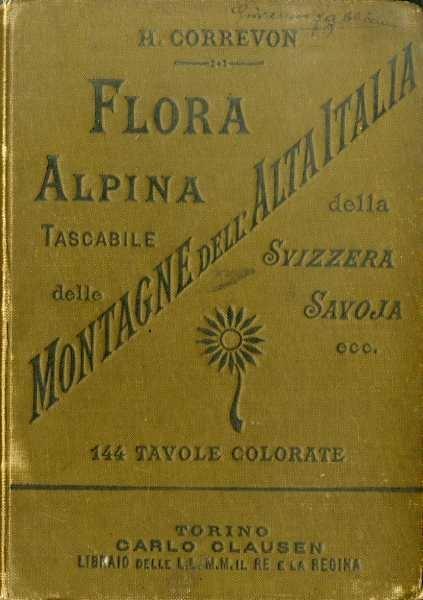 H. CORREVON
FLORA
ALPINA
TASCABILE
delle
MONTAGNE DELL'ALTA ITALIA
della
SVIZZERA
SAVOJA
ecc.
144 TAVOLE COLORATE
TORINO
CARLO CLAUSEN
LIBRAIO DELLE LL. M.M. IL RE E LA REGINA